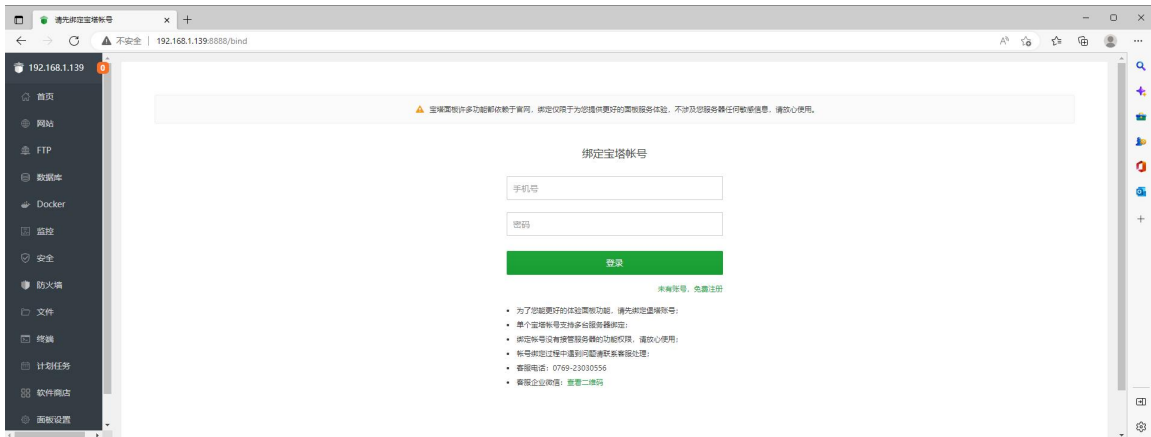 请先绑定宝塔帐号
不安全 | 192.168.1.139:8888/bind
192.168.1.139
0
首页
网站
FTP
数据库
Docker
监控
安全
防火墙
文件
终端
计划任务
软件商店
面板设置
宝塔面板许多功能都依赖于官网，绑定仅限于为您提供更好的面板服务体验，不涉及您服务器任何敏感信息，请放心使用。
绑定宝塔帐号
手机号
密码
登录
未有账号，免费注册
为了您能更好的体验面板功能，请先绑定堡塔账号；
单个宝塔帐号支持多台服务器绑定；
绑定帐号没有接管服务器的功能权限，请放心使用；
帐号绑定过程中遇到问题请联系客服处理；
客服电话：0769-23030556
客服企业微信：查看二维码